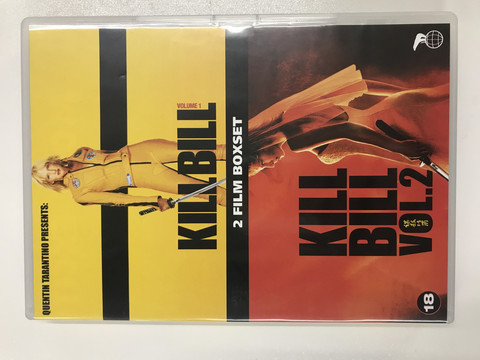 QUENTIN TARANTINO PRESENTS:
VOLUME 1
KILL BILL
2 FILM BOXSET
KILL
BILL
VOL.2
18